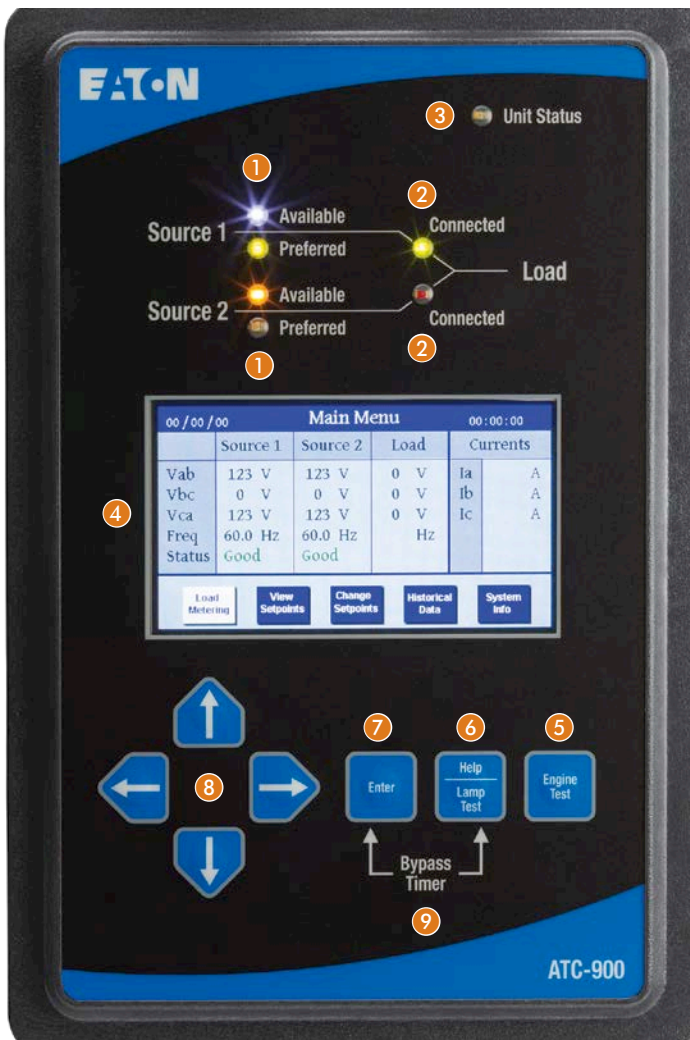 EATON
3 Unit Status
1
2
Source 1
Available
Connected
Preferred
Load
Source 2
Available
Preferred
Connected
1
2
00/00/00 Main Menu 00:00:00
Source 1 Source 2 Load Currents
Vab 123 V 123 V 0 V Ia A
Vbc 0 V 0 V 0 V Ib A
4
Vca 123 V 123 V 0 V Ic A
Freq 60.0 Hz 60.0 Hz Hz
Status Good Good
Load Metering
View Setpoints
Change Setpoints
Historical Data
System Info
7
6
5
8
Enter
Help
Lamp
Test
Engine
Test
Bypass
Timer
9
ATC-900